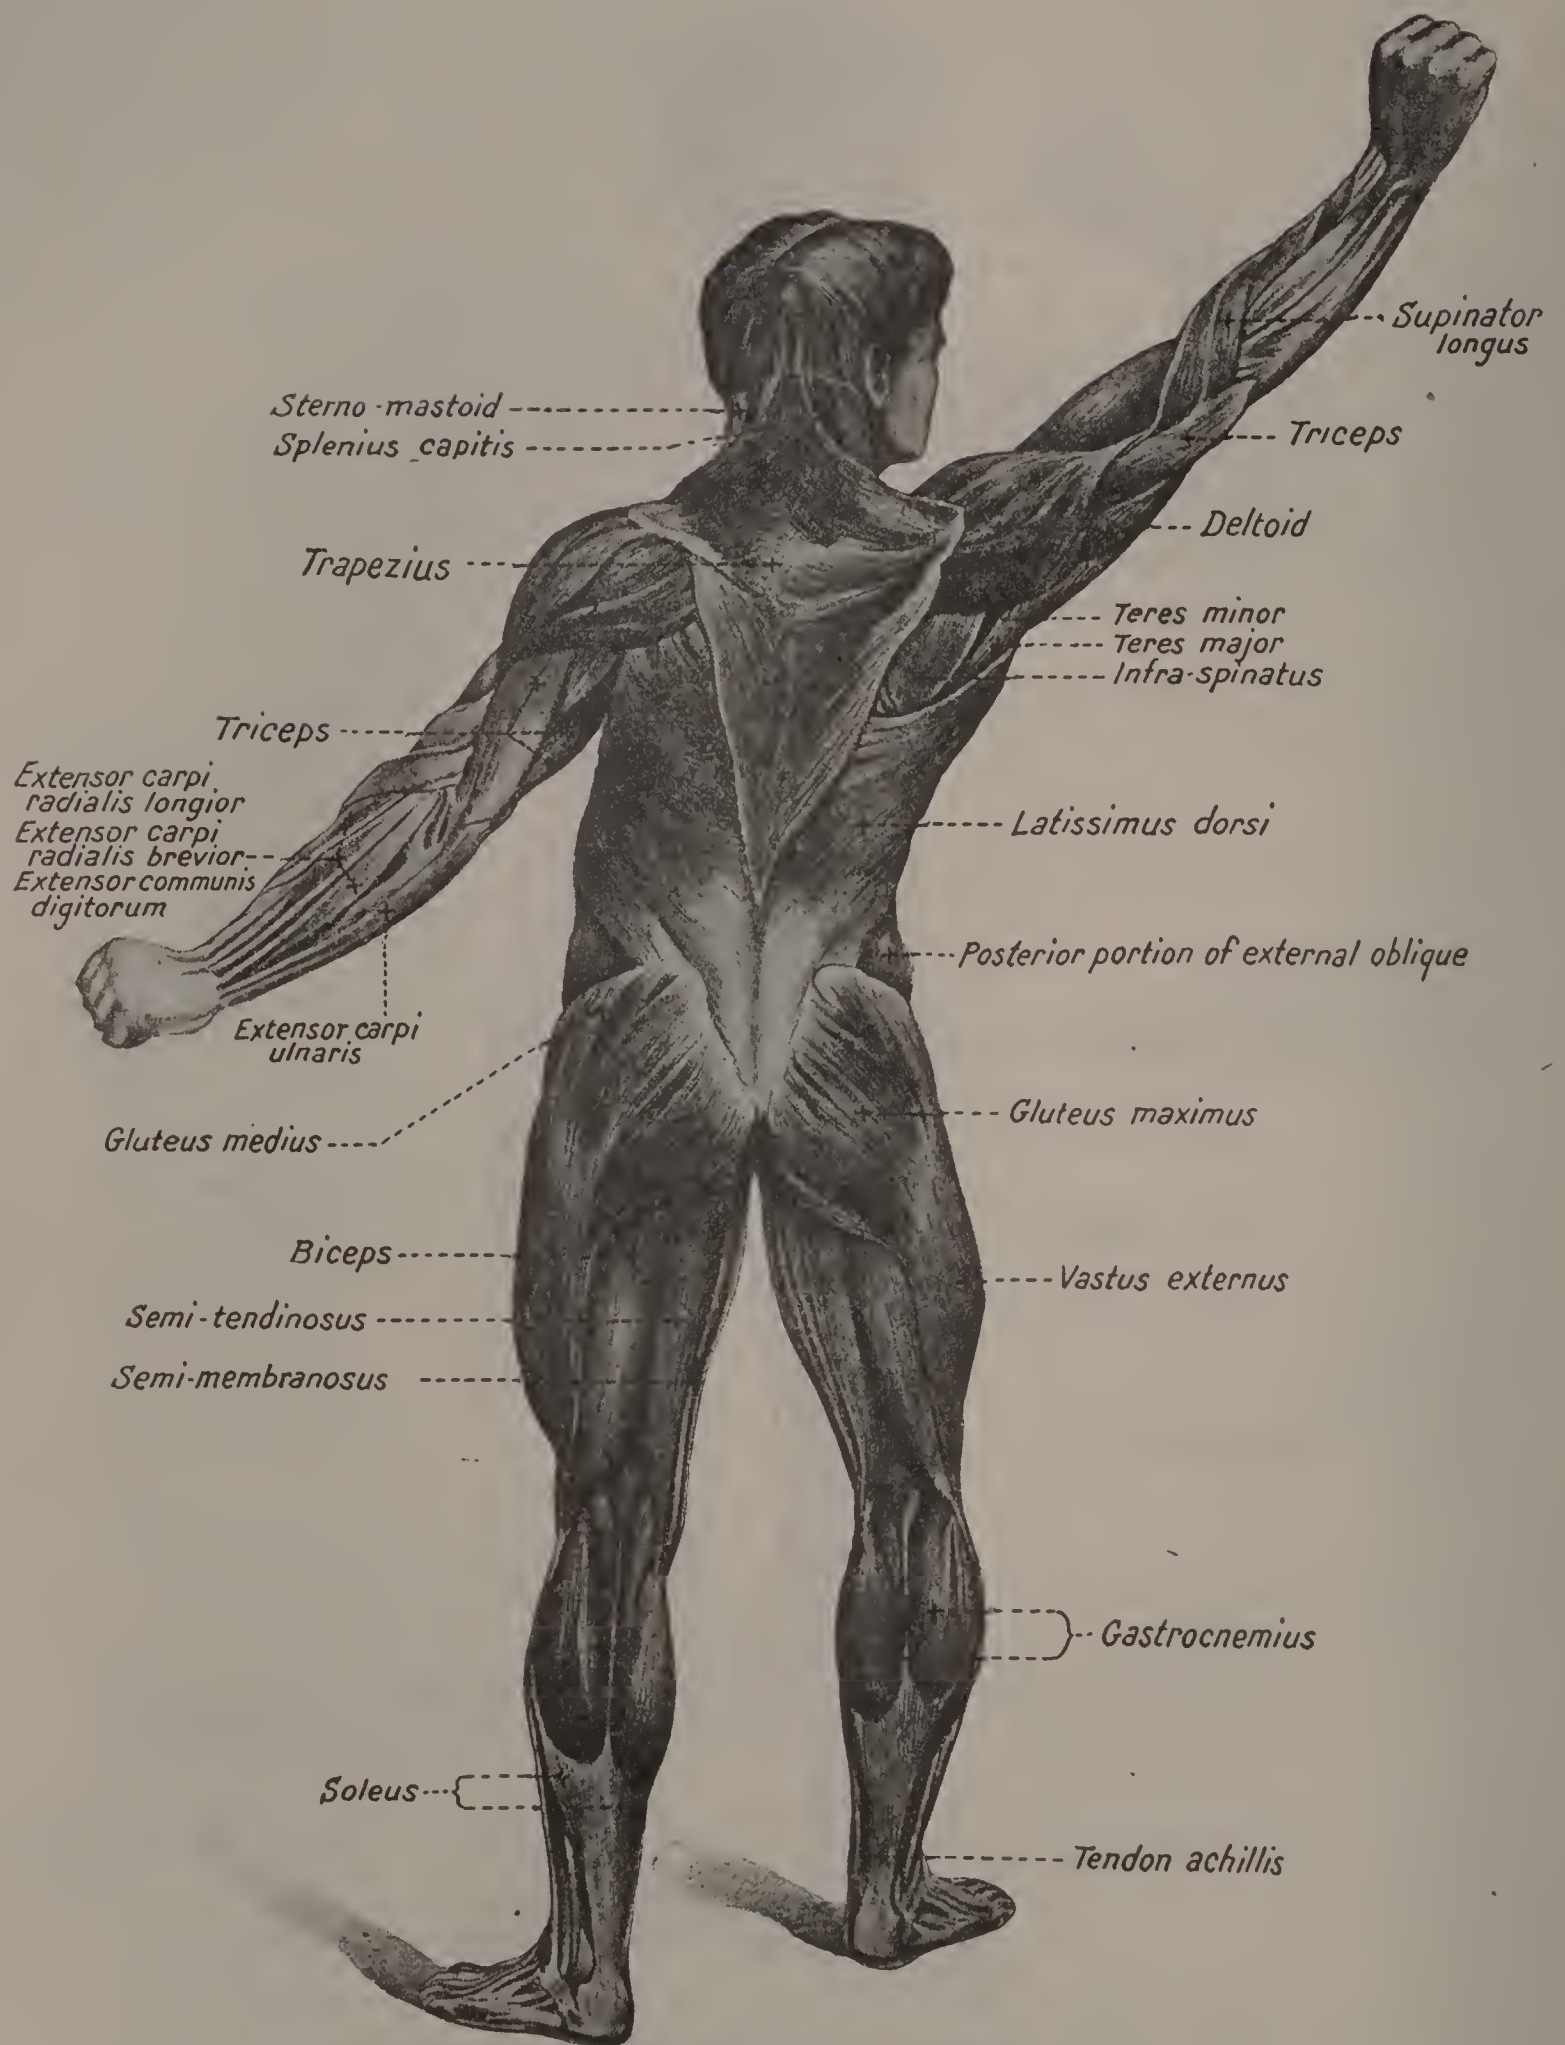 Supinator
longus
Sterno-mastoid
Splenius capitis
Triceps
Deltoid
Trapezius
Teres minor
Teres major
Infra-spinatus
Triceps
Extensor carpi
radialis longior
Extensor carpi
radialis brevior
Extensor communis
digitorum
Latissimus dorsi
Posterior portion of external oblique
Extensor carpi
ulnaris
Gluteus medius
Gluteus maximus
Biceps
Vastus externus
Semi-tendinosus
Semi-membranosus
Gastrocnemius
Soleus
Tendon achillis